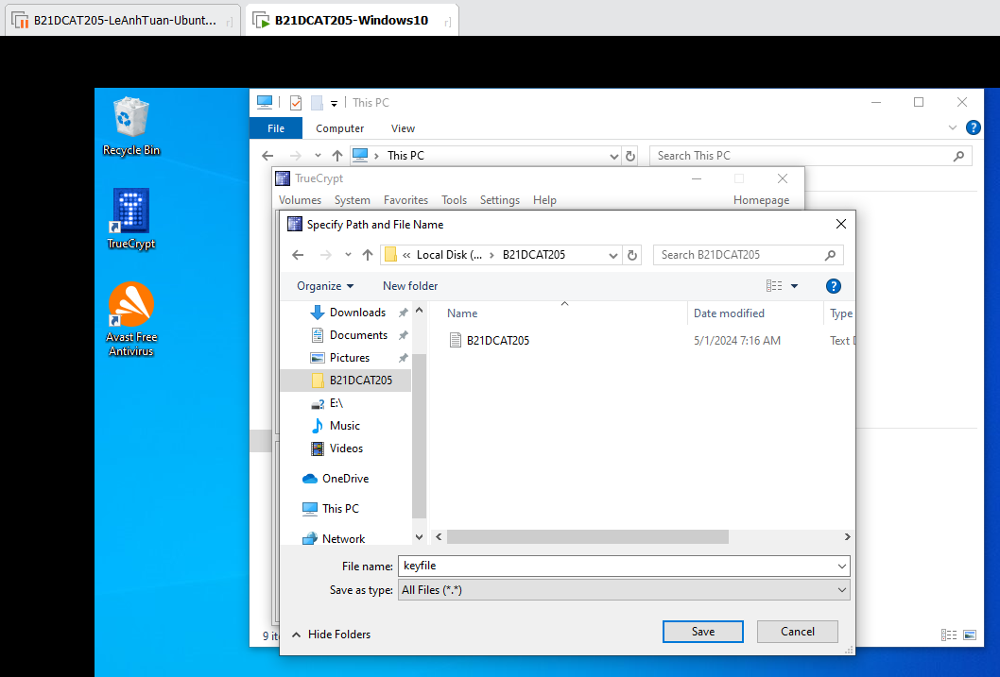 B21DCAT205-LeAnhTuan-Ubunt...
B21DCAT205-Windows10
Recycle Bin
TrueCrypt
Avast Free
Antivirus
This PC
File
Computer
View
This PC
Search This PC
TrueCrypt
Volumes
System
Favorites
Tools
Settings
Help
Homepage
Specify Path and File Name
« Local Disk (... › B21DCAT205
Search B21DCAT205
Organize
New folder
Downloads
Documents
Pictures
B21DCAT205
E:\
Music
Videos
OneDrive
This PC
Network
Name
Date modified
Type
B21DCAT205
5/1/2024 7:16 AM
Text
File name:
keyfile
Save as type:
All Files (*.*)
Hide Folders
Save
Cancel
9